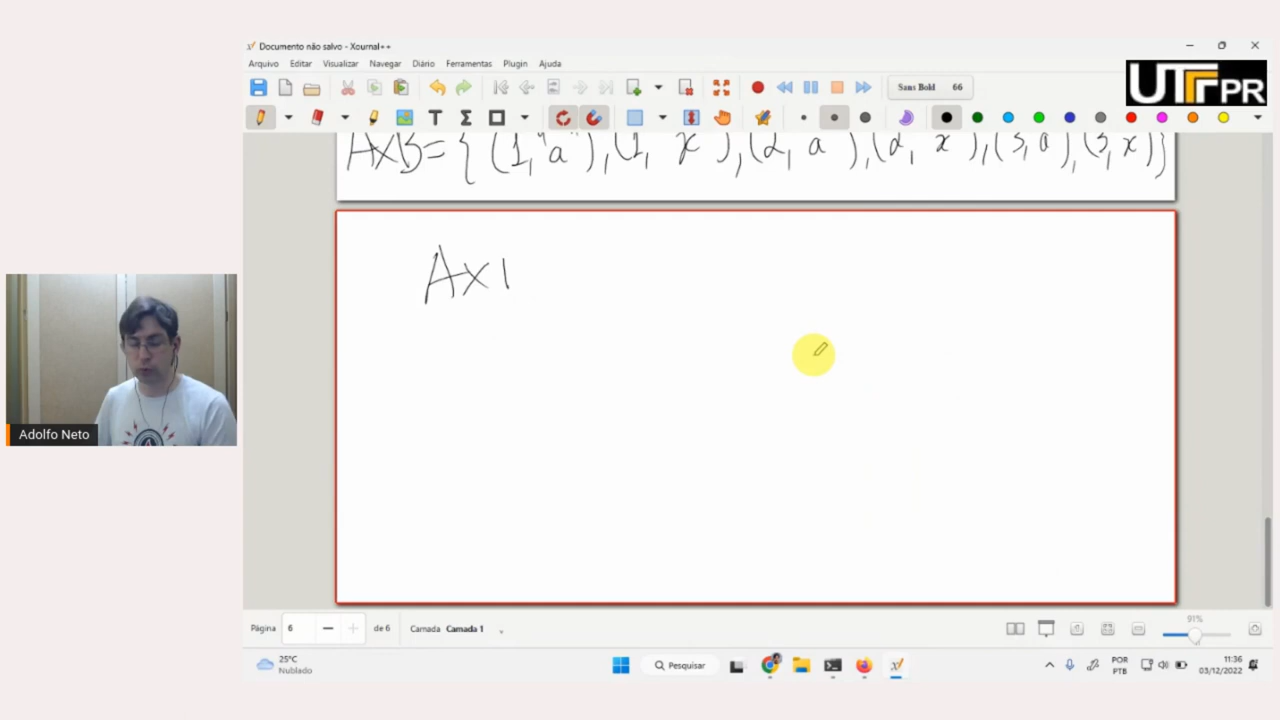 Documento não salvo - Xournal++
Arquivo Editar Visualizar Navegar Diário Ferramentas Plugin Ajuda
UTFPR
Sans Bold 66
T Σ
AXB={(1,"a"),(1, x ),(2, a ),(2, x ),(3,a),(3,x)}
AXI
Adolfo Neto
Página 6 de 6 Camada Camada 1
91%
25°C
Nublado
Pesquisar
POR
PTB
11:36
03/12/2022